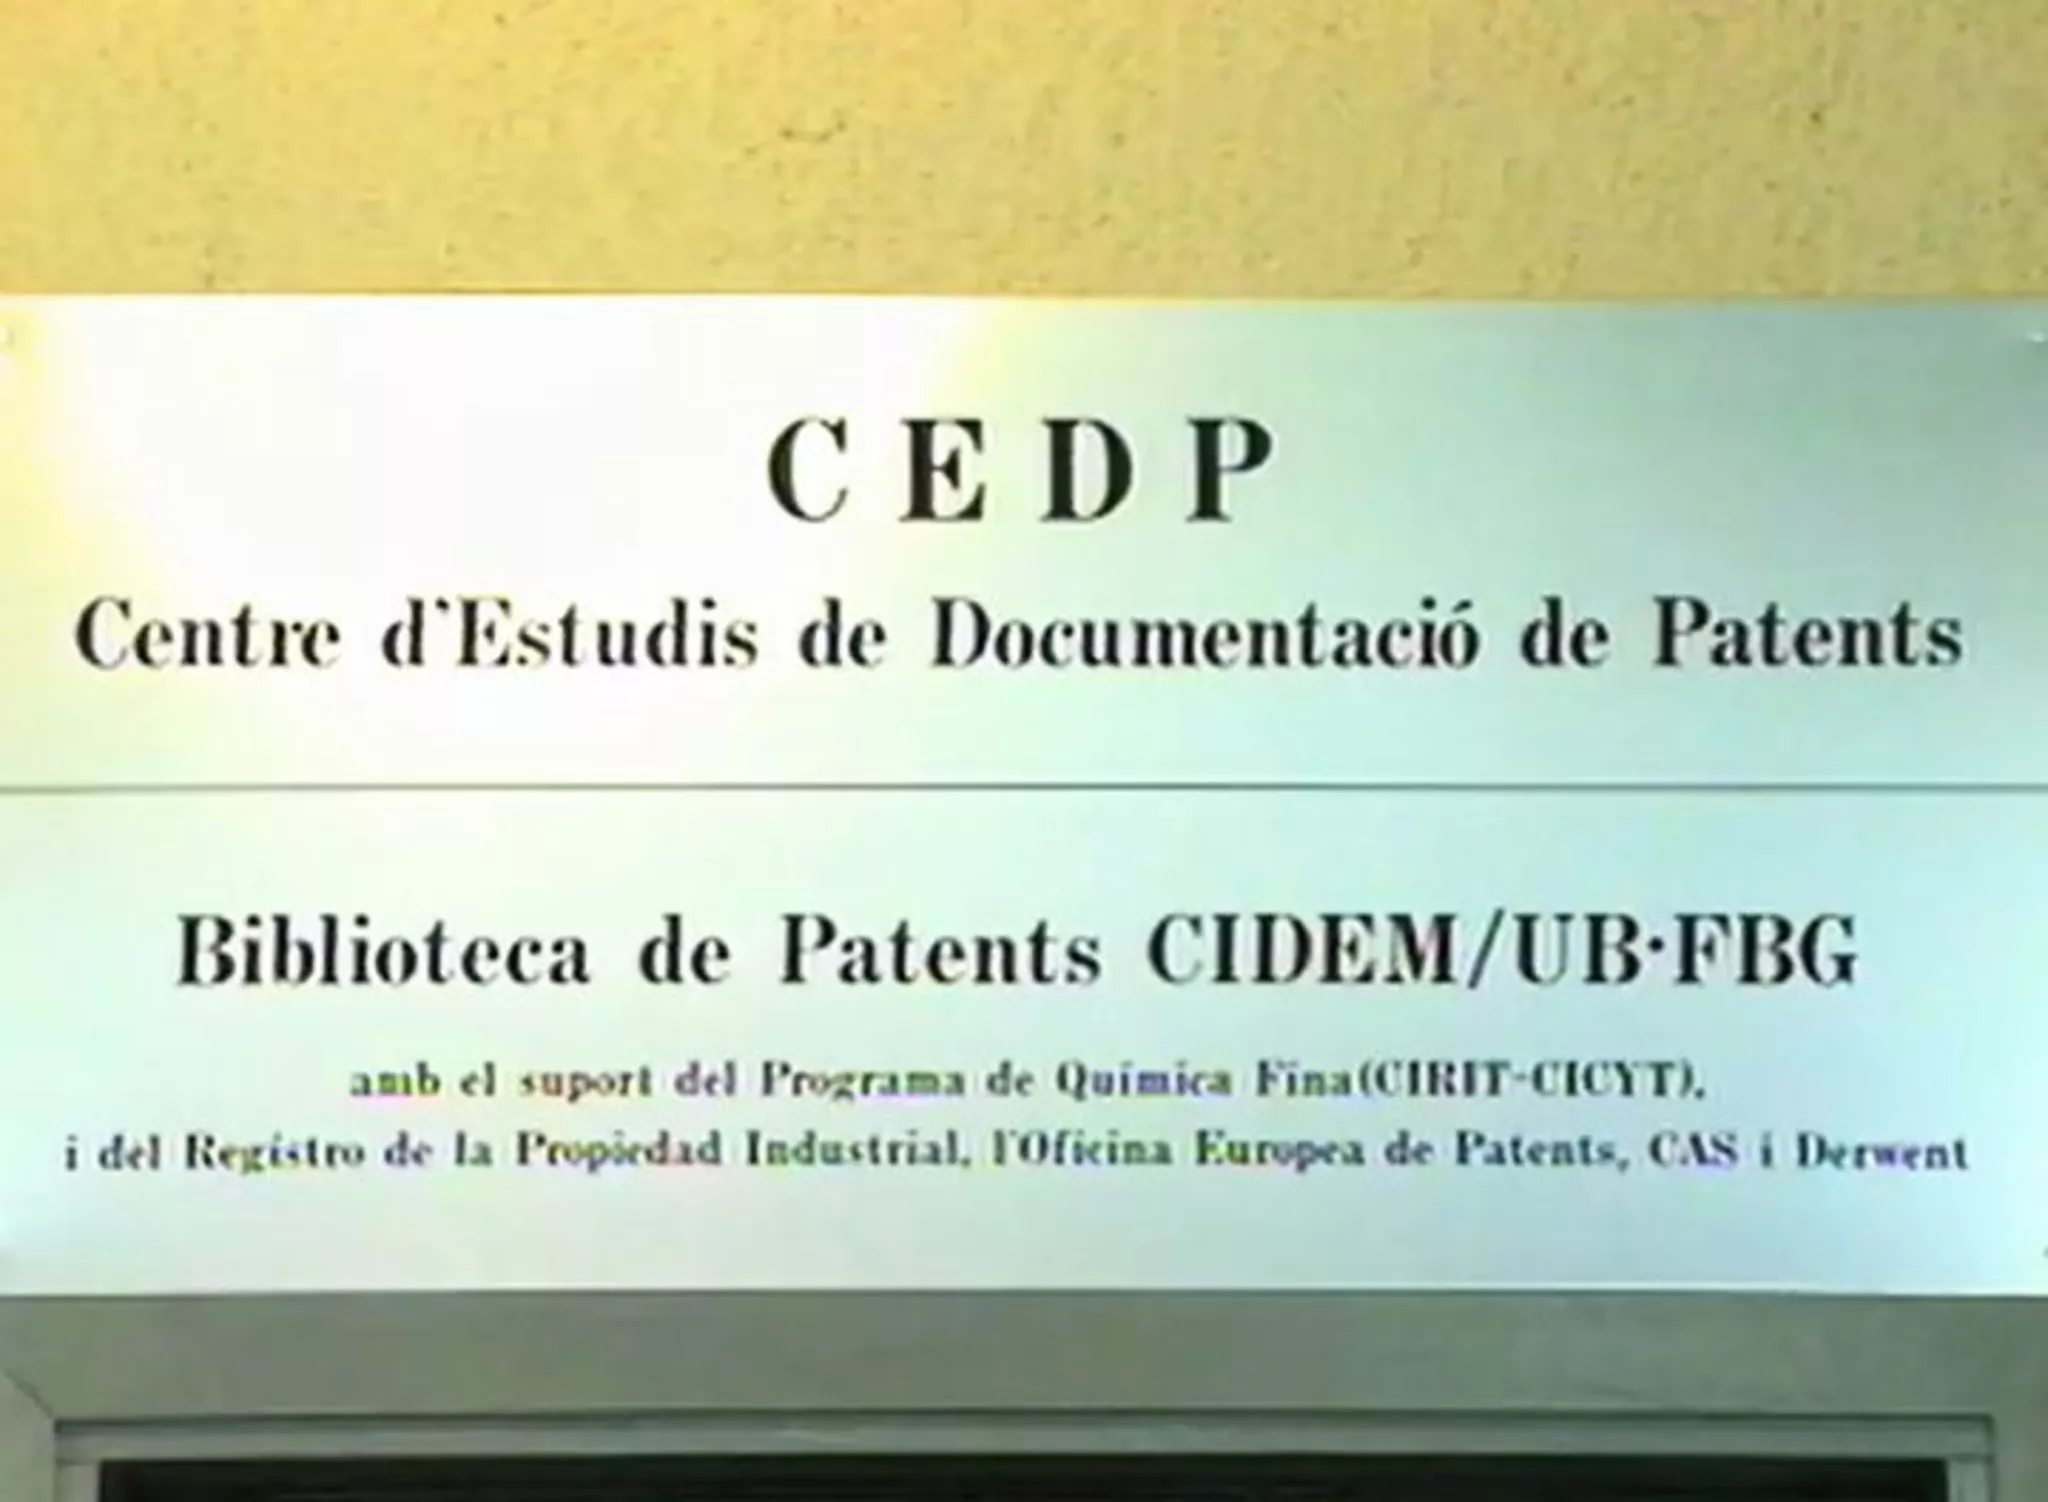 CEDP
Centre d'Estudis de Documentació de Patents
Biblioteca de Patents CIDEM/UB·FBG
amb el suport del Programa de Química Fina(CIRIT-CICYT),
i del Registro de la Propiedad Industrial, l'Oficina Europea de Patents, CAS i Derwent